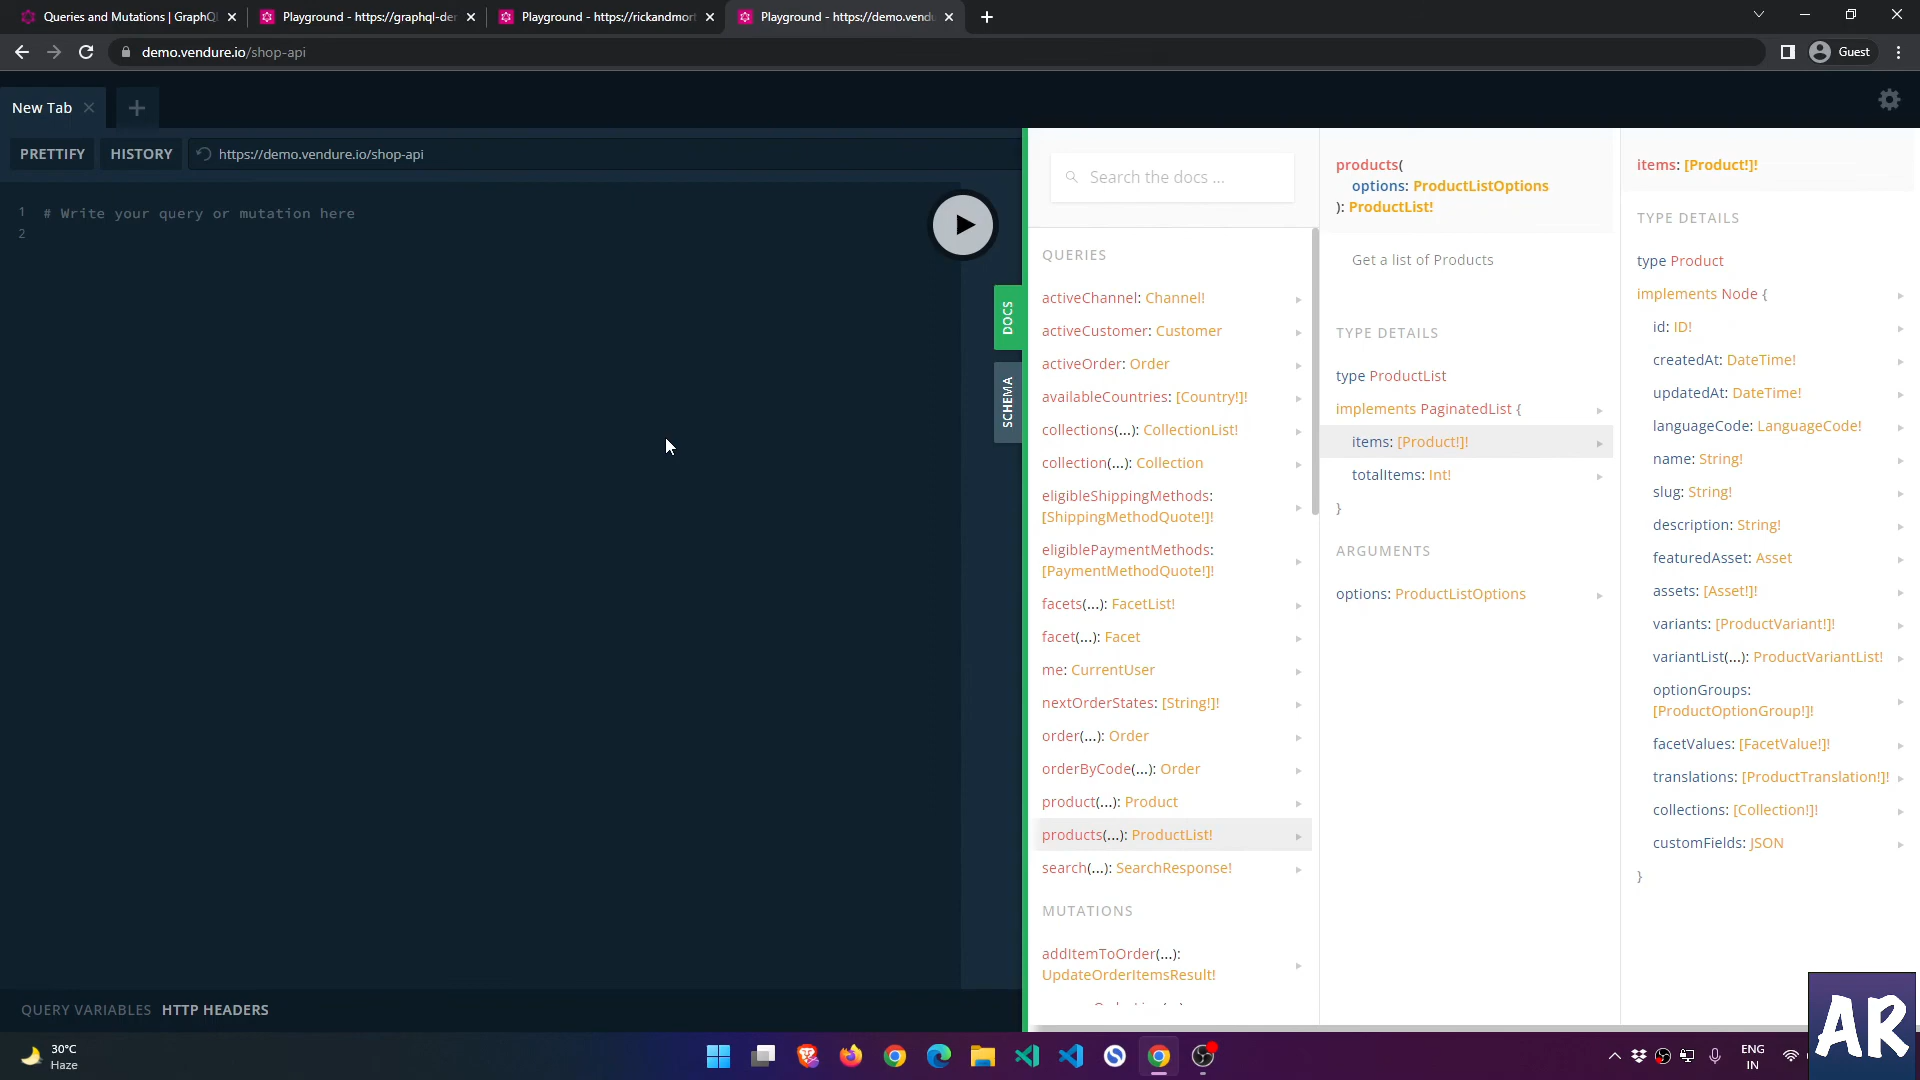 Queries and Mutations | GraphQL
Playground - https://graphql-der
Playground - https://rickandmort
Playground - https://demo.vendu
demo.vendure.io/shop-api
Guest
New Tab
PRETTIFY
HISTORY
https://demo.vendure.io/shop-api
1 # Write your query or mutation here
2
DOCS
SCHEMA
QUERY VARIABLES HTTP HEADERS
Search the docs ...
QUERIES
activeChannel: Channel!
activeCustomer: Customer
activeOrder: Order
availableCountries: [Country!]!
collections(...): CollectionList!
collection(...): Collection
eligibleShippingMethods:
[ShippingMethodQuote!]!
eligiblePaymentMethods:
[PaymentMethodQuote!]!
facets(...): FacetList!
facet(...): Facet
me: CurrentUser
nextOrderStates: [String!]!
order(...): Order
orderByCode(...): Order
product(...): Product
products(...): ProductList!
search(...): SearchResponse!
MUTATIONS
addItemToOrder(...):
UpdateOrderItemsResult!
products(
options: ProductListOptions
): ProductList!
Get a list of Products
TYPE DETAILS
type ProductList
implements PaginatedList {
items: [Product!]!
totalItems: Int!
}
ARGUMENTS
options: ProductListOptions
items: [Product!]!
TYPE DETAILS
type Product
implements Node {
id: ID!
createdAt: DateTime!
updatedAt: DateTime!
languageCode: LanguageCode!
name: String!
slug: String!
description: String!
featuredAsset: Asset
assets: [Asset!]!
variants: [ProductVariant!]!
variantList(...): ProductVariantList!
optionGroups:
[ProductOptionGroup!]!
facetValues: [FacetValue!]!
translations: [ProductTranslation!]!
collections: [Collection!]!
customFields: JSON
}
30°C
Haze
ENG
IN
AR